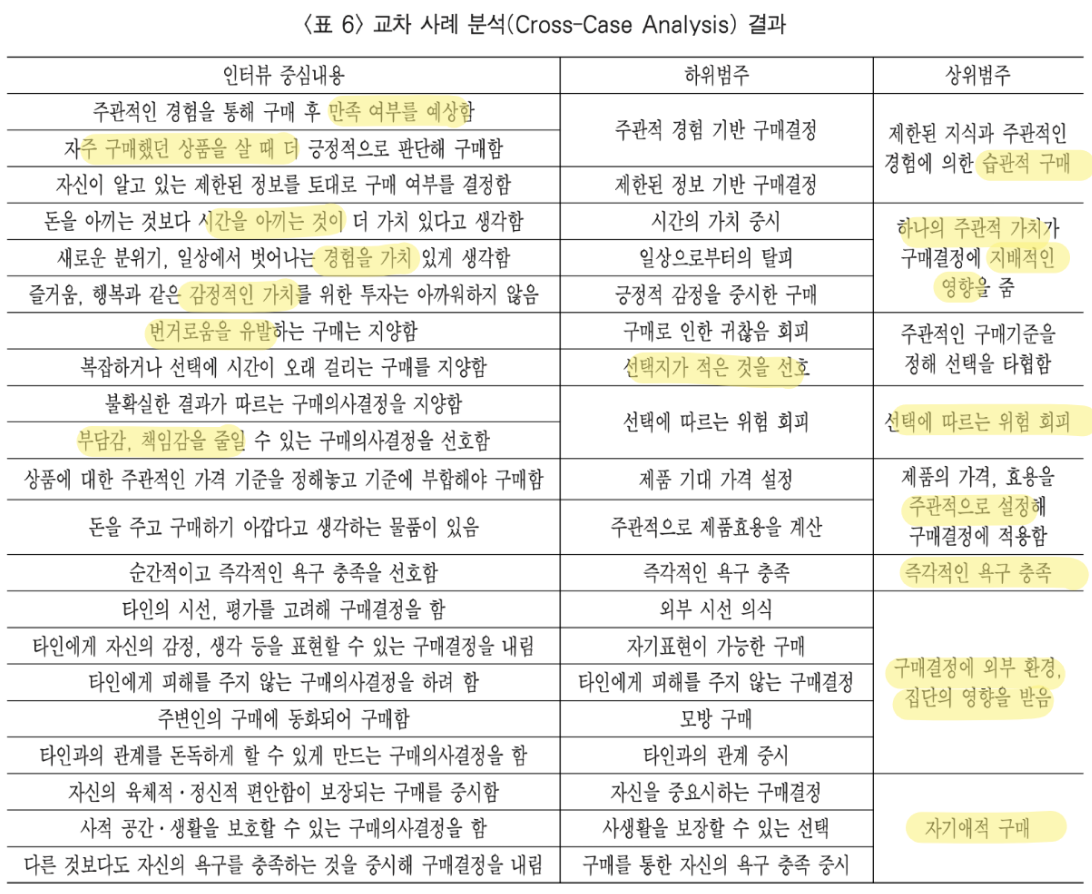 〈표 6〉 교차 사례 분석(Cross-Case Analysis) 결과
인터뷰 중심내용 하위범주 상위범주
주관적인 경험을 통해 구매 후 만족 여부를 예상함
자주 구매했던 상품을 살 때 더 긍정적으로 판단해 구매함
주관적 경험 기반 구매결정
자신이 알고 있는 제한된 정보를 토대로 구매 여부를 결정함
제한된 정보 기반 구매결정
제한된 지식과 주관적인
경험에 의한 습관적 구매
돈을 아끼는 것보다 시간을 아끼는 것이 더 가치 있다고 생각함
시간의 가치 중시
새로운 분위기, 일상에서 벗어나는 경험을 가치 있게 생각함
일상으로부터의 탈피
즐거움, 행복과 같은 감정적인 가치를 위한 투자는 아까워하지 않음
긍정적 감정을 중시한 구매
하나의 주관적 가치가
구매결정에 지배적인
영향을 줌
번거로움을 유발하는 구매는 지양함
구매로 인한 귀찮음 회피
복잡하거나 선택에 시간이 오래 걸리는 구매를 지양함
선택지가 적은 것을 선호
주관적인 구매기준을
정해 선택을 타협함
불확실한 결과가 따르는 구매의사결정을 지양함
부담감, 책임감을 줄일 수 있는 구매의사결정을 선호함
선택에 따르는 위험 회피
선택에 따르는 위험 회피
상품에 대한 주관적인 가격 기준을 정해놓고 기준에 부합해야 구매함
제품 기대 가격 설정
돈을 주고 구매하기 아깝다고 생각하는 물품이 있음
주관적으로 제품효용을 계산
제품의 가격, 효용을
주관적으로 설정해
구매결정에 적용함
순간적이고 즉각적인 욕구 충족을 선호함
즉각적인 욕구 충족
즉각적인 욕구 충족
타인의 시선, 평가를 고려해 구매결정을 함
외부 시선 의식
타인에게 자신의 감정, 생각 등을 표현할 수 있는 구매결정을 내림
자기표현이 가능한 구매
타인에게 피해를 주지 않는 구매의사결정을 하려 함
타인에게 피해를 주지 않는 구매결정
주변인의 구매에 동화되어 구매함
모방 구매
타인과의 관계를 돈독하게 할 수 있게 만드는 구매의사결정을 함
타인과의 관계 중시
구매결정에 외부 환경,
집단의 영향을 받음
자신의 육체적·정신적 편안함이 보장되는 구매를 중시함
자신을 중요시하는 구매결정
사적 공간·생활을 보호할 수 있는 구매의사결정을 함
사생활을 보장할 수 있는 선택
다른 것보다도 자신의 욕구를 충족하는 것을 중시해 구매결정을 내림
구매를 통한 자신의 욕구 충족 중시
자기애적 구매